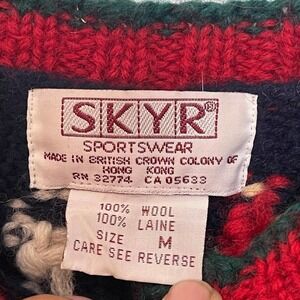 SKYR®
SPORTSWEAR
MADE IN BRITISH CROWN COLONY OF
HONG KONG
RN 32774 CA 05633
100% WOOL
100% LAINE
SIZE M
CARE SEE REVERSE